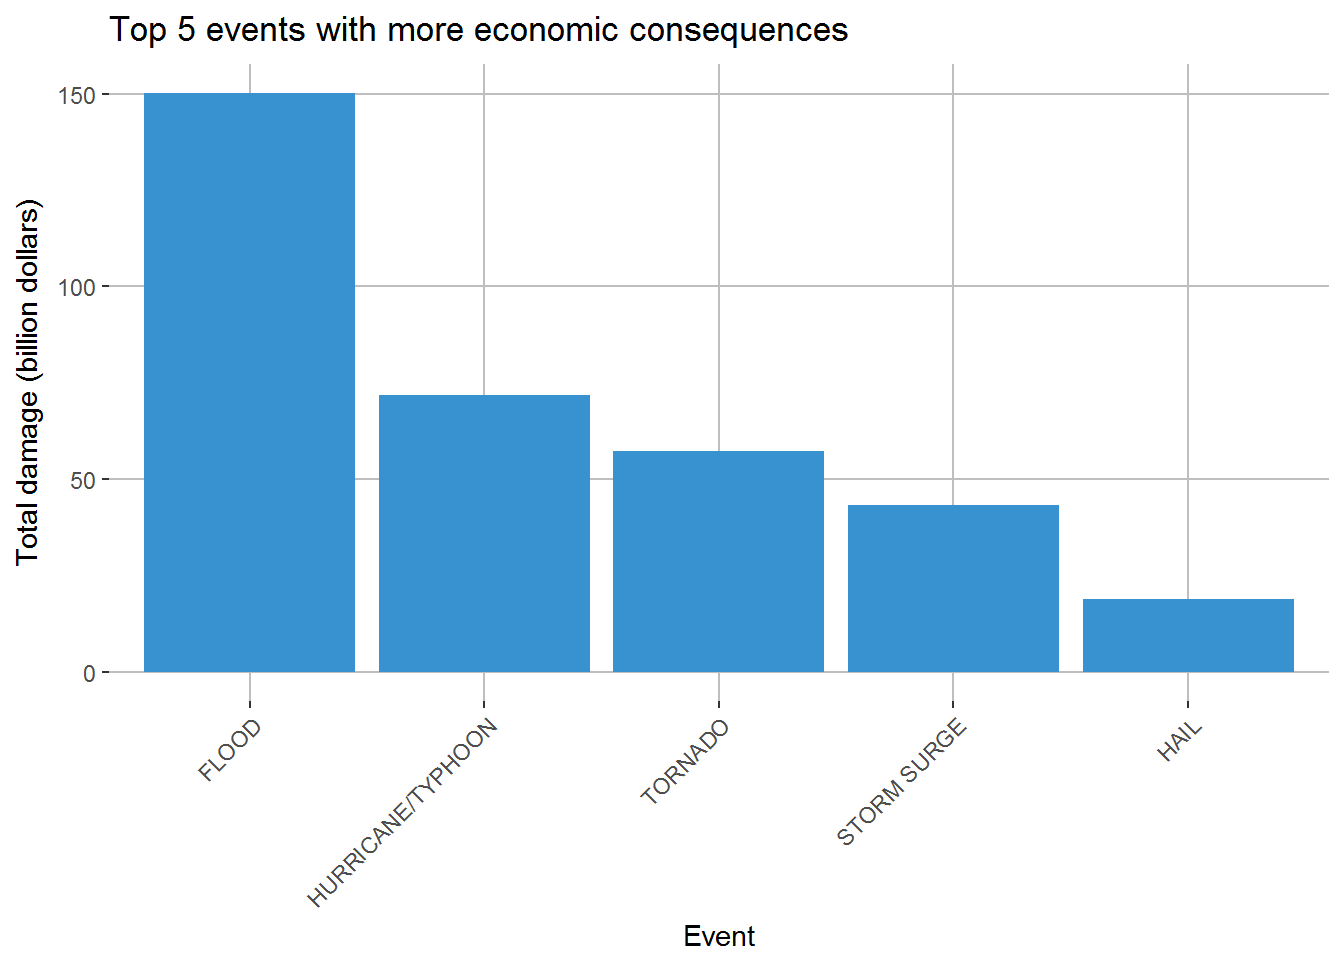 Top 5 events with more economic consequences
Total damage (billion dollars)
150
100
50
0
FLOOD
HURRICANE/TYPHOON
TORNADO
STORM SURGE
HAIL
Event